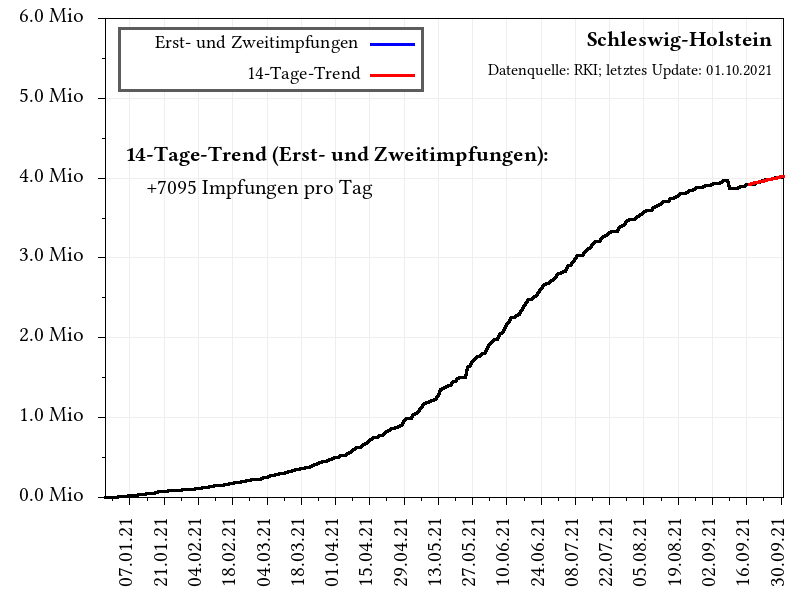 6.0 Mio
5.0 Mio
4.0 Mio
3.0 Mio
2.0 Mio
1.0 Mio
0.0 Mio
Erst- und Zweitimpfungen
14-Tage-Trend
Schleswig-Holstein
Datenquelle: RKI; letztes Update: 01.10.2021
14-Tage-Trend (Erst- und Zweitimpfungen):
+7095 Impfungen pro Tag
07.01.21
21.01.21
04.02.21
18.02.21
04.03.21
18.03.21
01.04.21
15.04.21
29.04.21
13.05.21
27.05.21
10.06.21
24.06.21
08.07.21
22.07.21
05.08.21
19.08.21
02.09.21
16.09.21
30.09.21